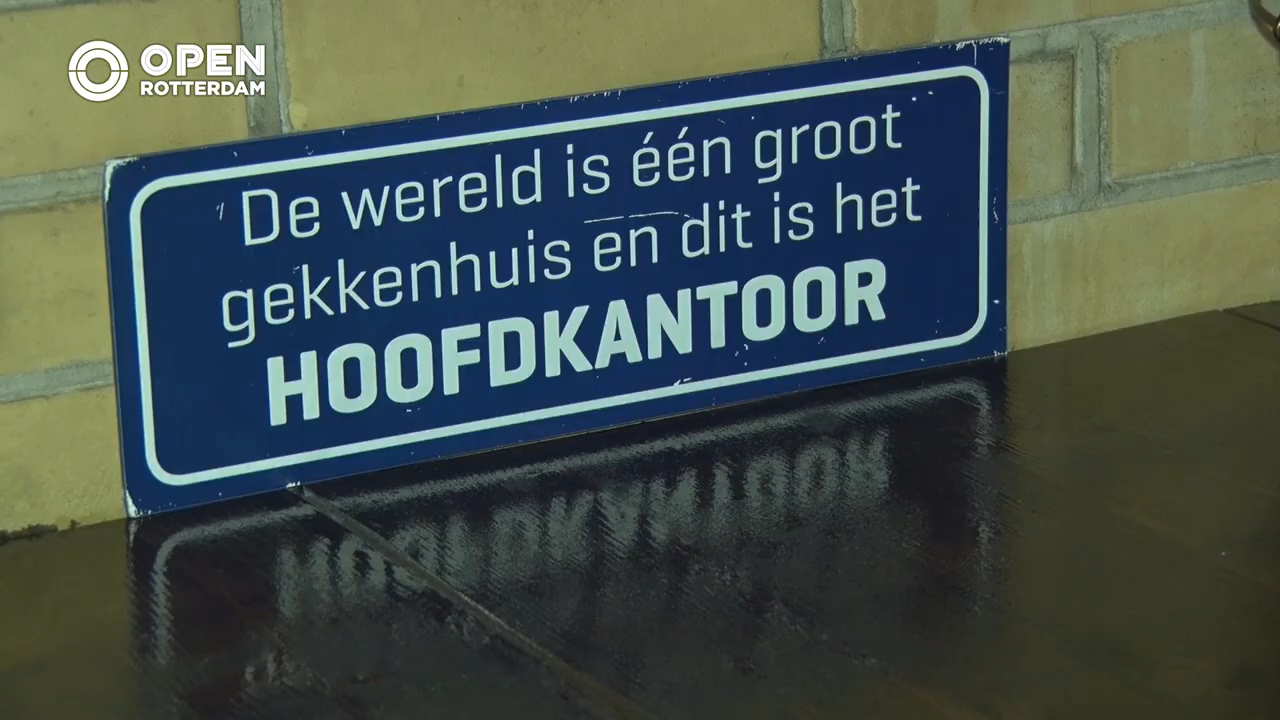 OPEN
ROTTERDAM
De wereld is één groot
gekkenhuis en dit is het
HOOFDKANTOOR